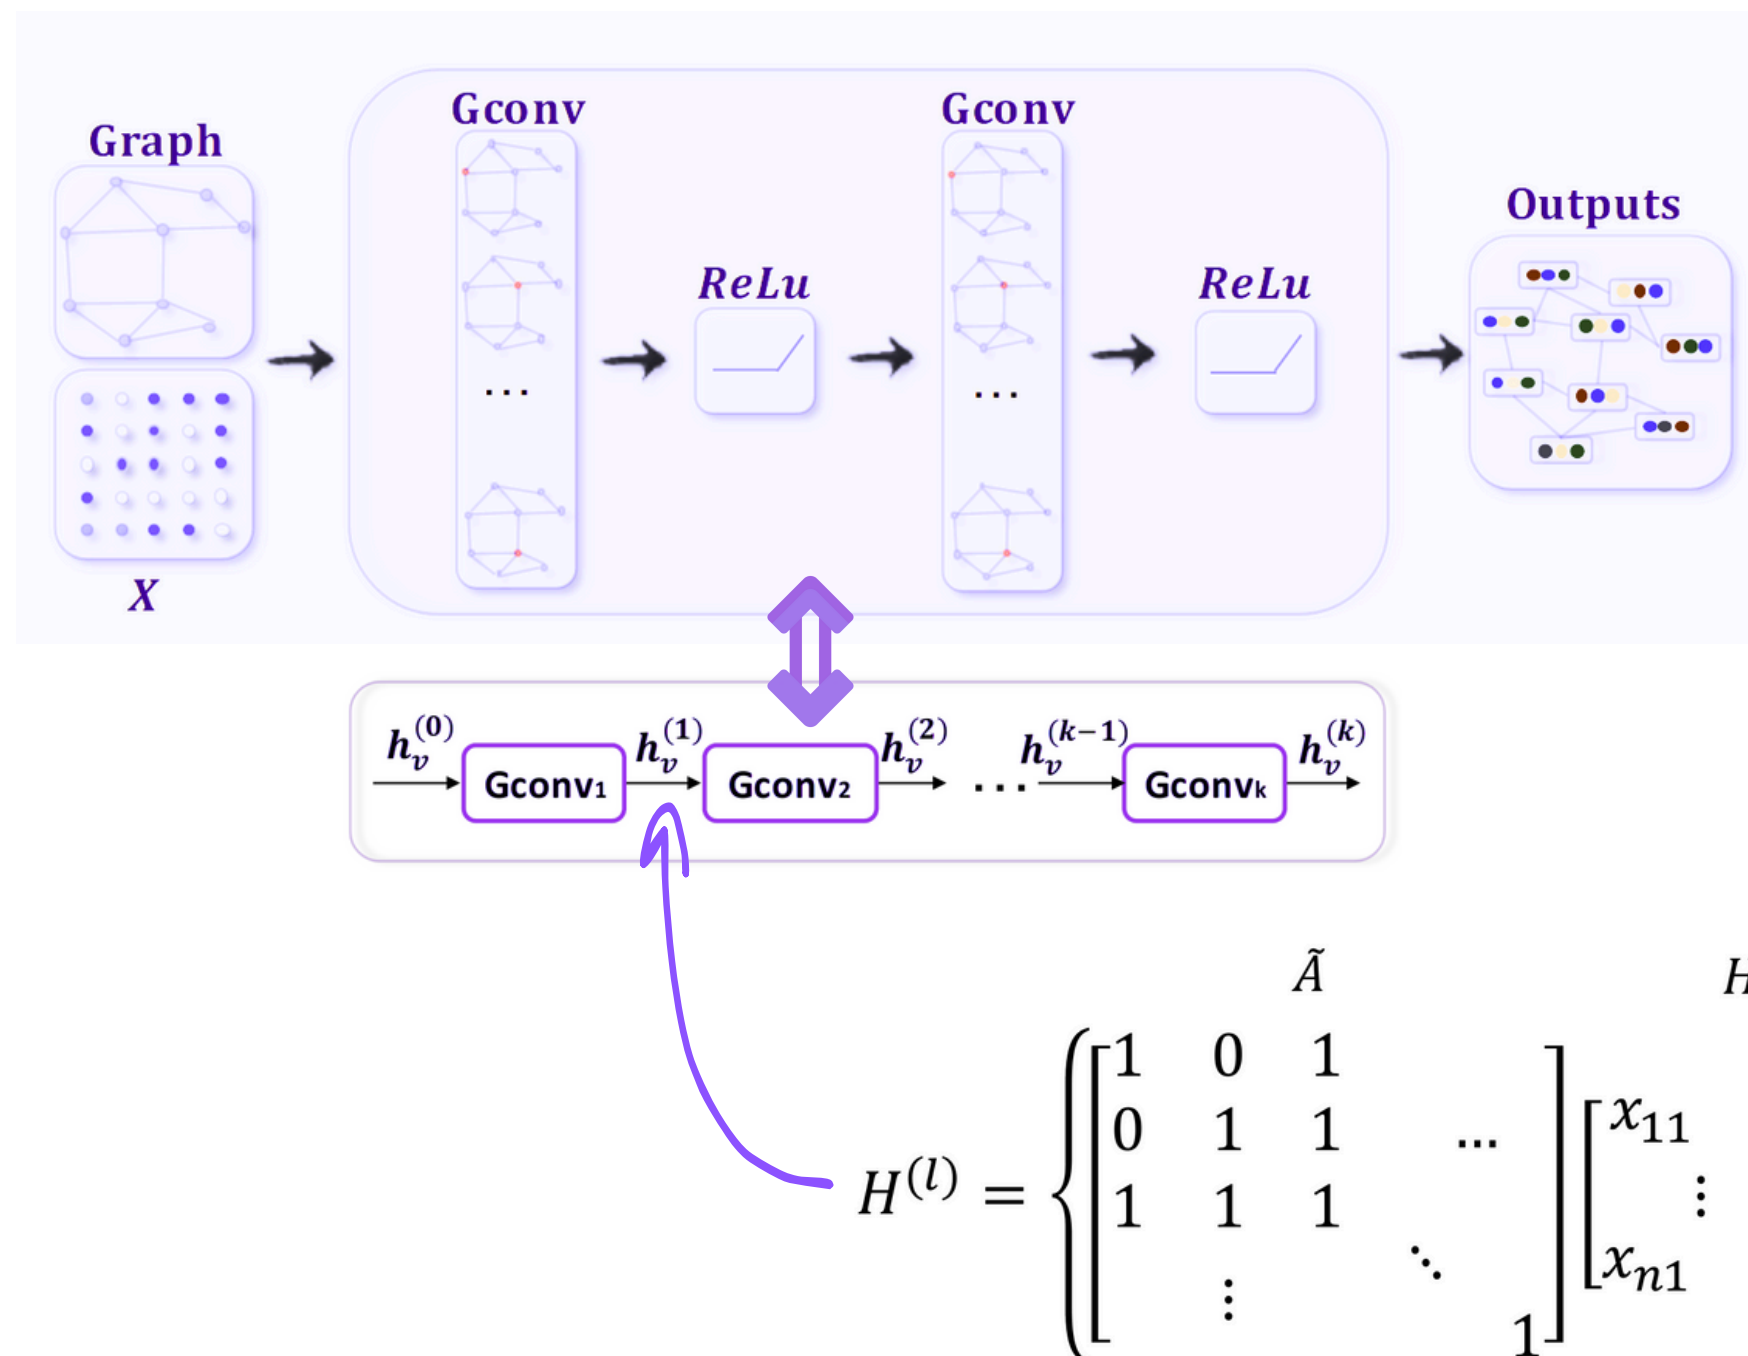 Graph
X
Gconv
...
ReLu
Gconv
...
ReLu
Outputs
h_v^(0) Gconv₁ h_v^(1) Gconv₂ h_v^(2) ... h_v^(k−1) Gconvₖ h_v^(k)
Ã H
1 0 1
0 1 1 ... x₁₁
H^(l) = { [ 1 1 1 ] [ ⋮
⋱ xₙ₁
⋮
1